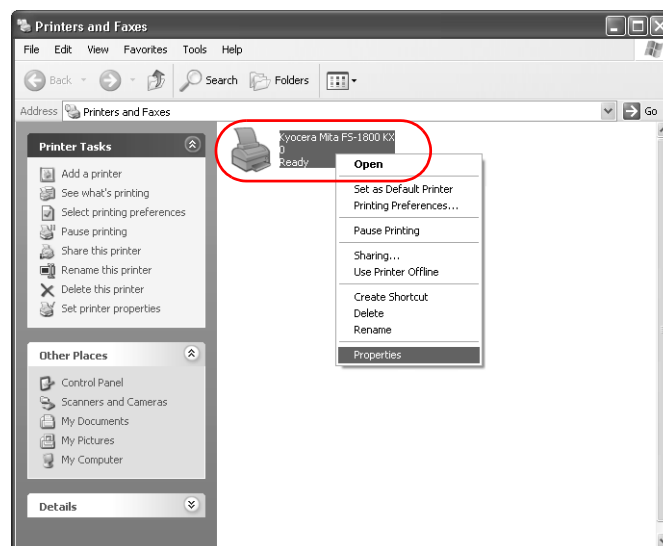 Printers and Faxes
File Edit View Favorites Tools Help
Back Search Folders
Address Printers and Faxes Go
Printer Tasks
Add a printer
See what's printing
Select printing preferences
Pause printing
Share this printer
Rename this printer
Delete this printer
Set printer properties
Other Places
Control Panel
Scanners and Cameras
My Documents
My Pictures
My Computer
Details
Kyocera Mita FS-1800 KX
0
Ready
Open
Set as Default Printer
Printing Preferences...
Pause Printing
Sharing...
Use Printer Offline
Create Shortcut
Delete
Rename
Properties